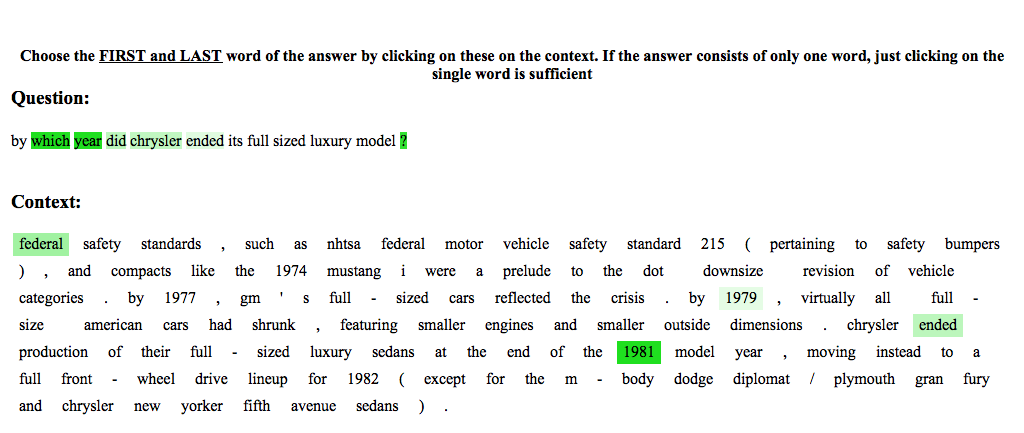 Choose the FIRST and LAST word of the answer by clicking on these on the context. If the answer consists of only one word, just clicking on the
single word is sufficient
Question:
by which year did chrysler ended its full sized luxury model ?
Context:
federal safety standards , such as nhtsa federal motor vehicle safety standard 215 ( pertaining to safety bumpers
) , and compacts like the 1974 mustang i were a prelude to the dot downsize revision of vehicle
categories . by 1977 , gm ' s full - sized cars reflected the crisis . by 1979 , virtually all full -
size american cars had shrunk , featuring smaller engines and smaller outside dimensions . chrysler ended
production of their full - sized luxury sedans at the end of the 1981 model year , moving instead to a
full front - wheel drive lineup for 1982 ( except for the m - body dodge diplomat / plymouth gran fury
and chrysler new yorker fifth avenue sedans ) .